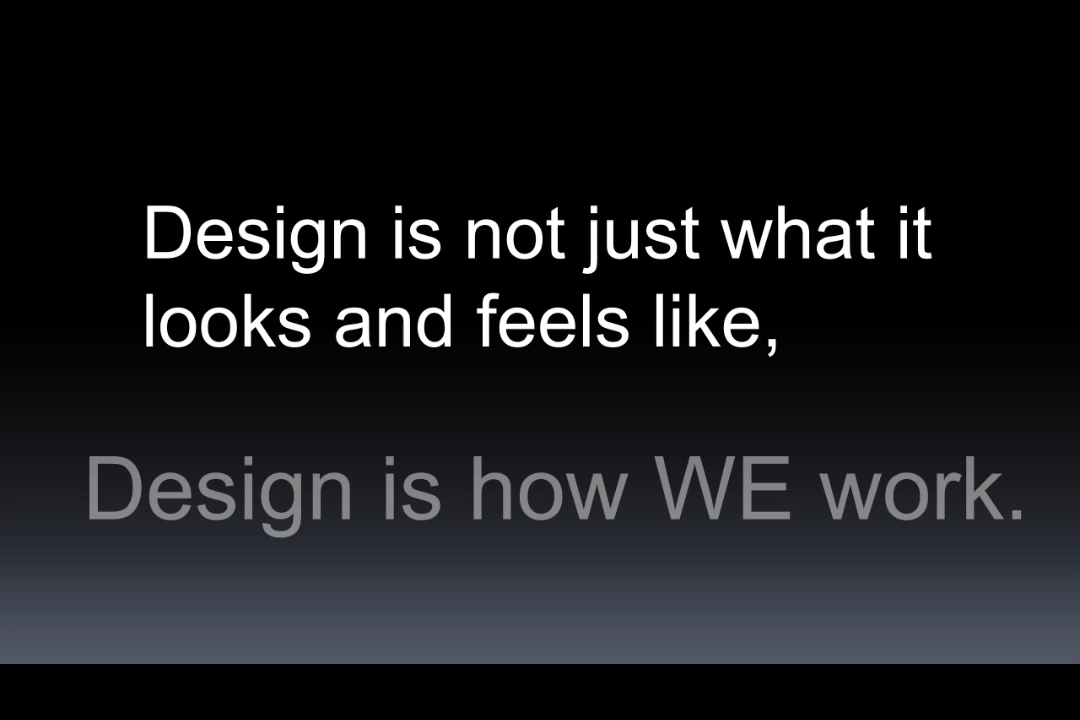 Design is not just what it
looks and feels like,
Design is how WE work.